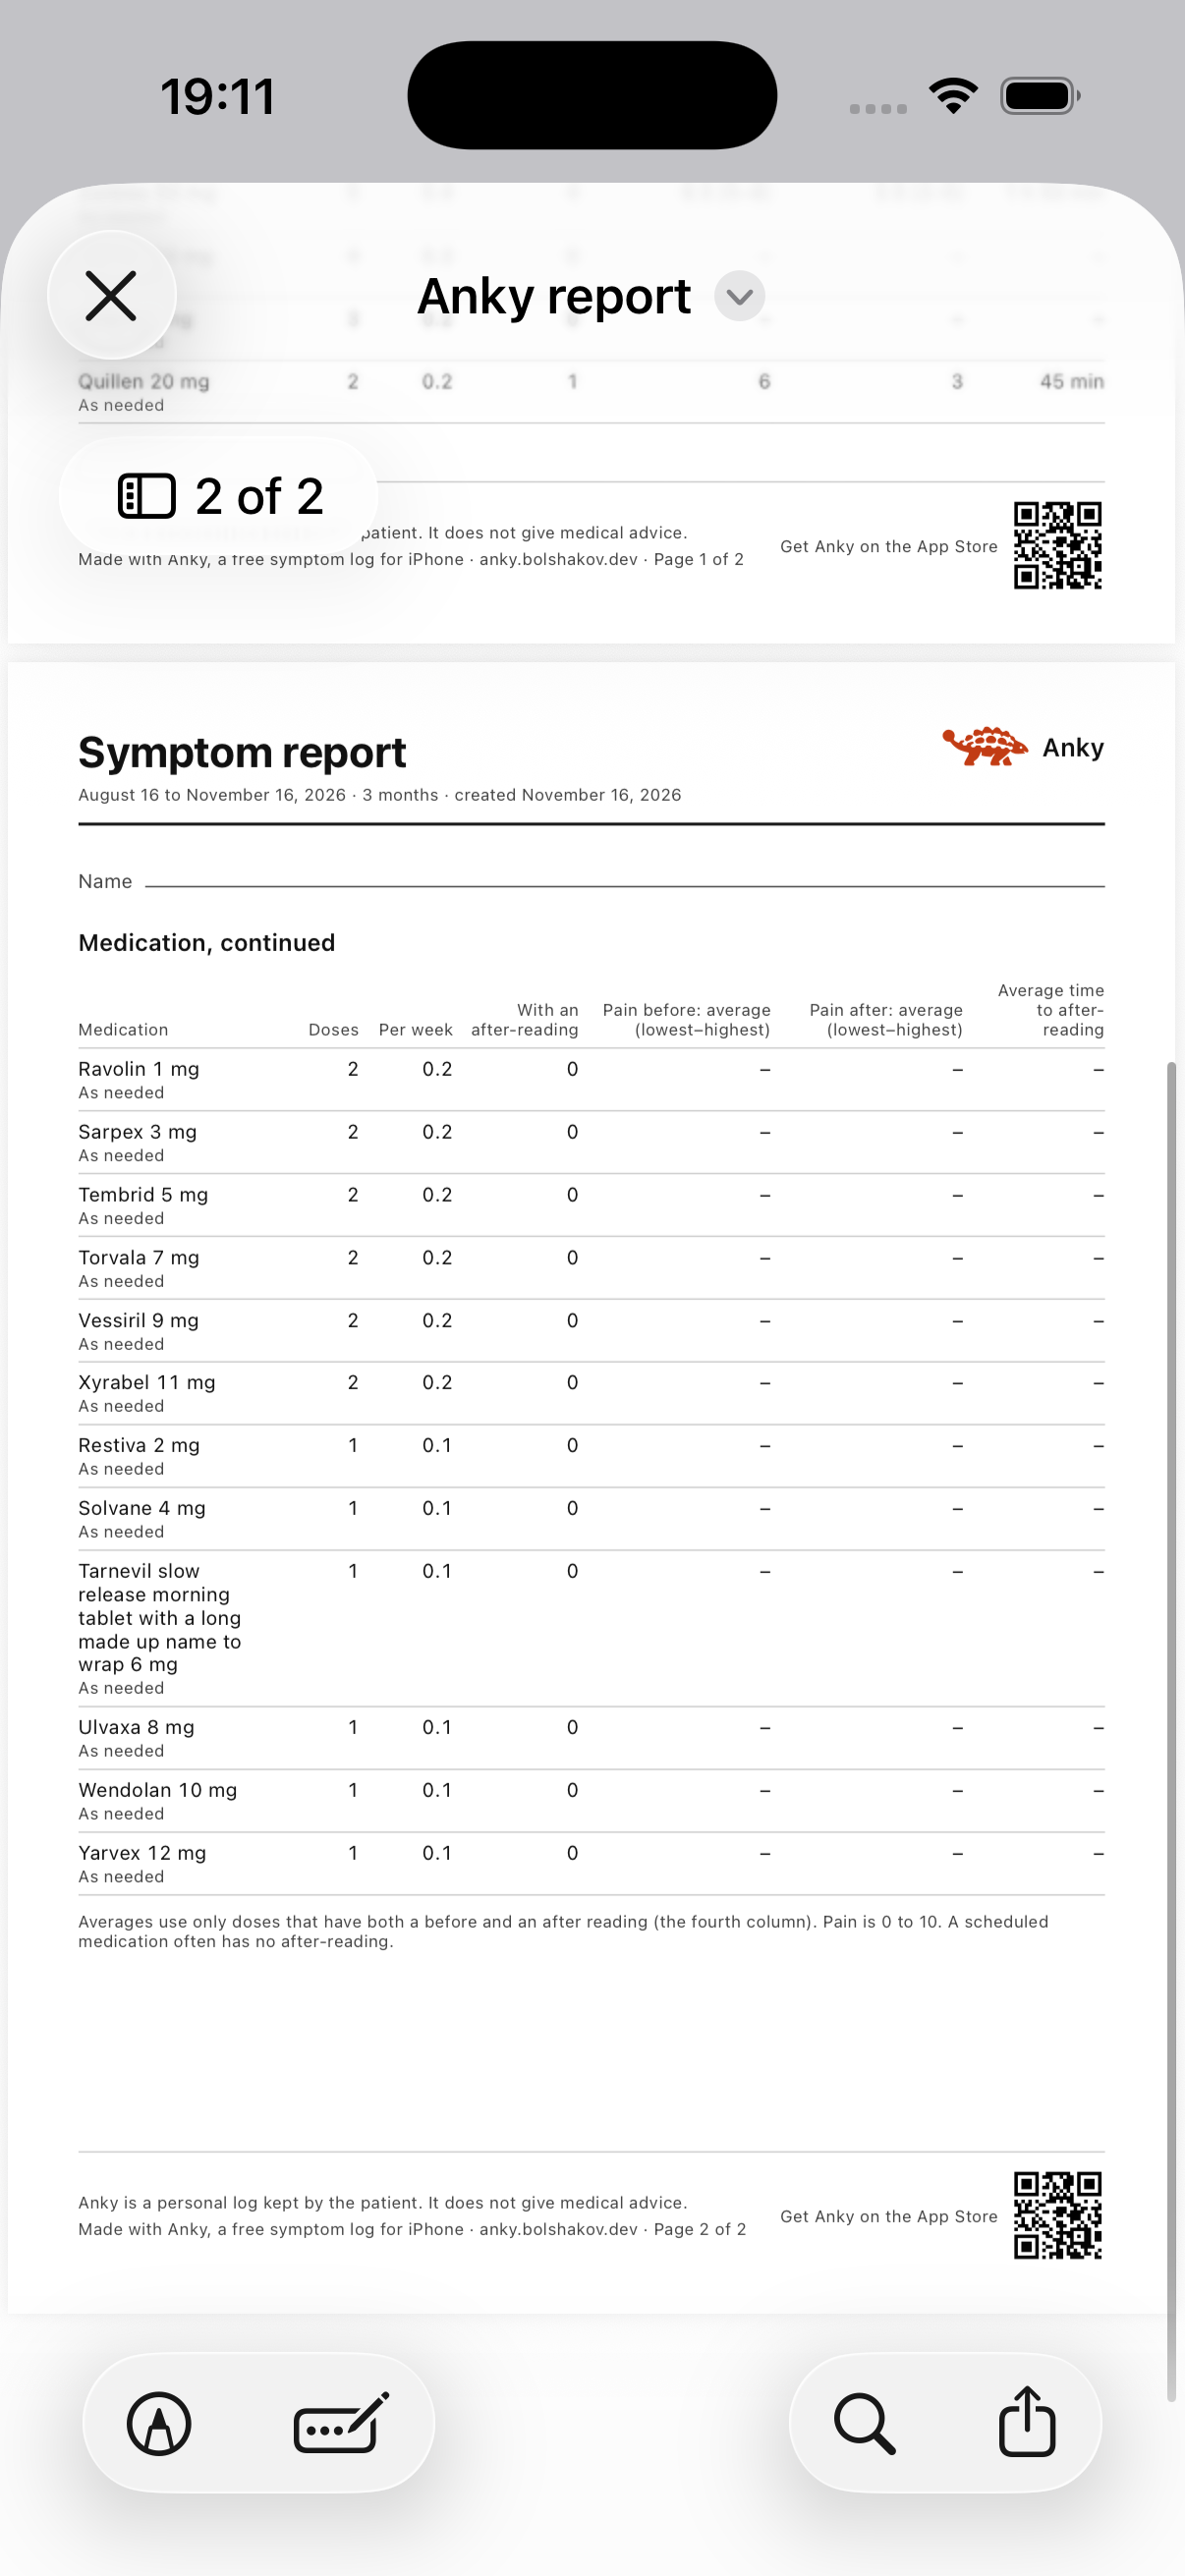 19:11
Anky report
Quillen 20 mg 2 0.2 1 6 3 45 min
As needed
2 of 2
patient. It does not give medical advice.
Made with Anky, a free symptom log for iPhone · anky.bolshakov.dev · Page 1 of 2
Get Anky on the App Store
Symptom report
Anky
August 16 to November 16, 2026 · 3 months · created November 16, 2026
Name
Medication, continued
Medication Doses Per week With an after-reading Pain before: average (lowest–highest) Pain after: average (lowest–highest) Average time to after-reading
Ravolin 1 mg 2 0.2 0 – – –
As needed
Sarpex 3 mg 2 0.2 0 – – –
As needed
Tembrid 5 mg 2 0.2 0 – – –
As needed
Torvala 7 mg 2 0.2 0 – – –
As needed
Vessiril 9 mg 2 0.2 0 – – –
As needed
Xyrabel 11 mg 2 0.2 0 – – –
As needed
Restiva 2 mg 1 0.1 0 – – –
As needed
Solvane 4 mg 1 0.1 0 – – –
As needed
Tarnevil slow 1 0.1 0 – – –
release morning
tablet with a long
made up name to
wrap 6 mg
As needed
Ulvaxa 8 mg 1 0.1 0 – – –
As needed
Wendolan 10 mg 1 0.1 0 – – –
As needed
Yarvex 12 mg 1 0.1 0 – – –
As needed
Averages use only doses that have both a before and an after reading (the fourth column). Pain is 0 to 10. A scheduled
medication often has no after-reading.
Anky is a personal log kept by the patient. It does not give medical advice.
Made with Anky, a free symptom log for iPhone · anky.bolshakov.dev · Page 2 of 2
Get Anky on the App Store